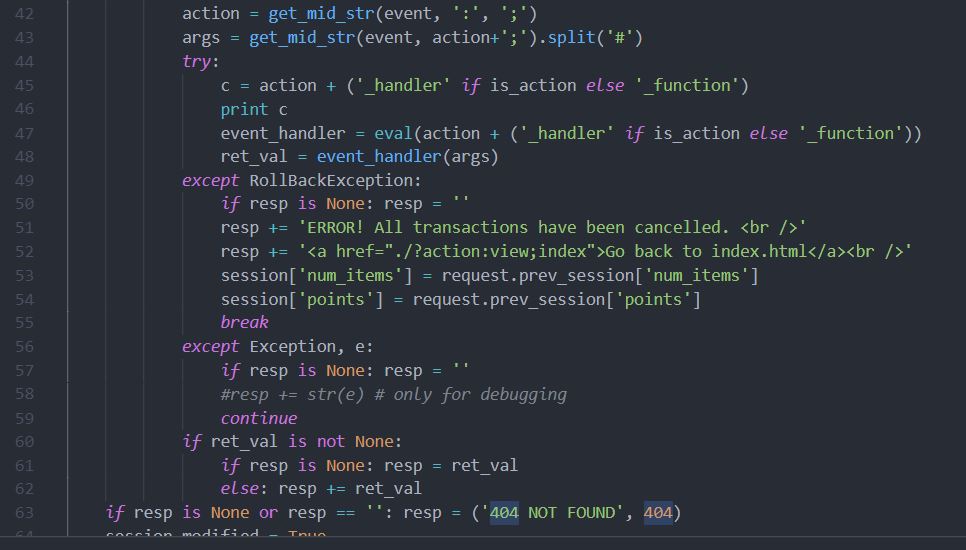 42 action = get_mid_str(event, ':', ';')
43 args = get_mid_str(event, action+';').split('#')
44 try:
45 c = action + ('_handler' if is_action else '_function')
46 print c
47 event_handler = eval(action + ('_handler' if is_action else '_function'))
48 ret_val = event_handler(args)
49 except RollBackException:
50 if resp is None: resp = ''
51 resp += 'ERROR! All transactions have been cancelled. <br />'
52 resp += '<a href="./?action:view;index">Go back to index.html</a><br />'
53 session['num_items'] = request.prev_session['num_items']
54 session['points'] = request.prev_session['points']
55 break
56 except Exception, e:
57 if resp is None: resp = ''
58 #resp += str(e) # only for debugging
59 continue
60 if ret_val is not None:
61 if resp is None: resp = ret_val
62 else: resp += ret_val
63 if resp is None or resp == '': resp = ('404 NOT FOUND', 404)
64 session.modified = True